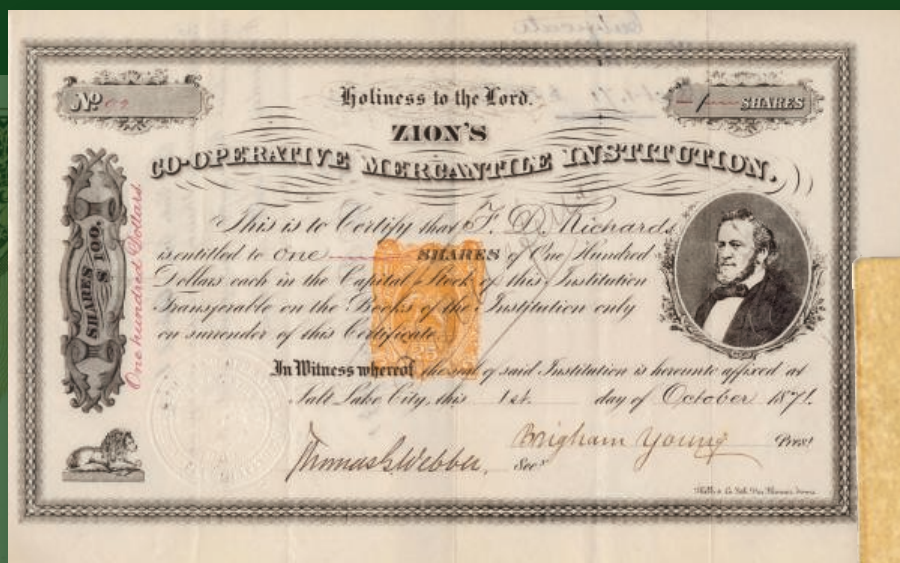 Nº
Holiness to the Lord.
SHARES
ZION'S
CO-OPERATIVE MERCANTILE INSTITUTION.
This is to Certify that F. D. Richards
is entitled to One SHARES of One Hundred
Dollars each in the Capital Stock of this Institution
Transferable on the Books of the Institution only
on surrender of this Certificate
In Witness whereof the seal of said Institution is hereunto affixed at
Salt Lake City, this 1st. day of October 1871.
Brigham Young Prest
Thomas G Webber, Secy
SHARES $100.
One hundred Dollars.
25